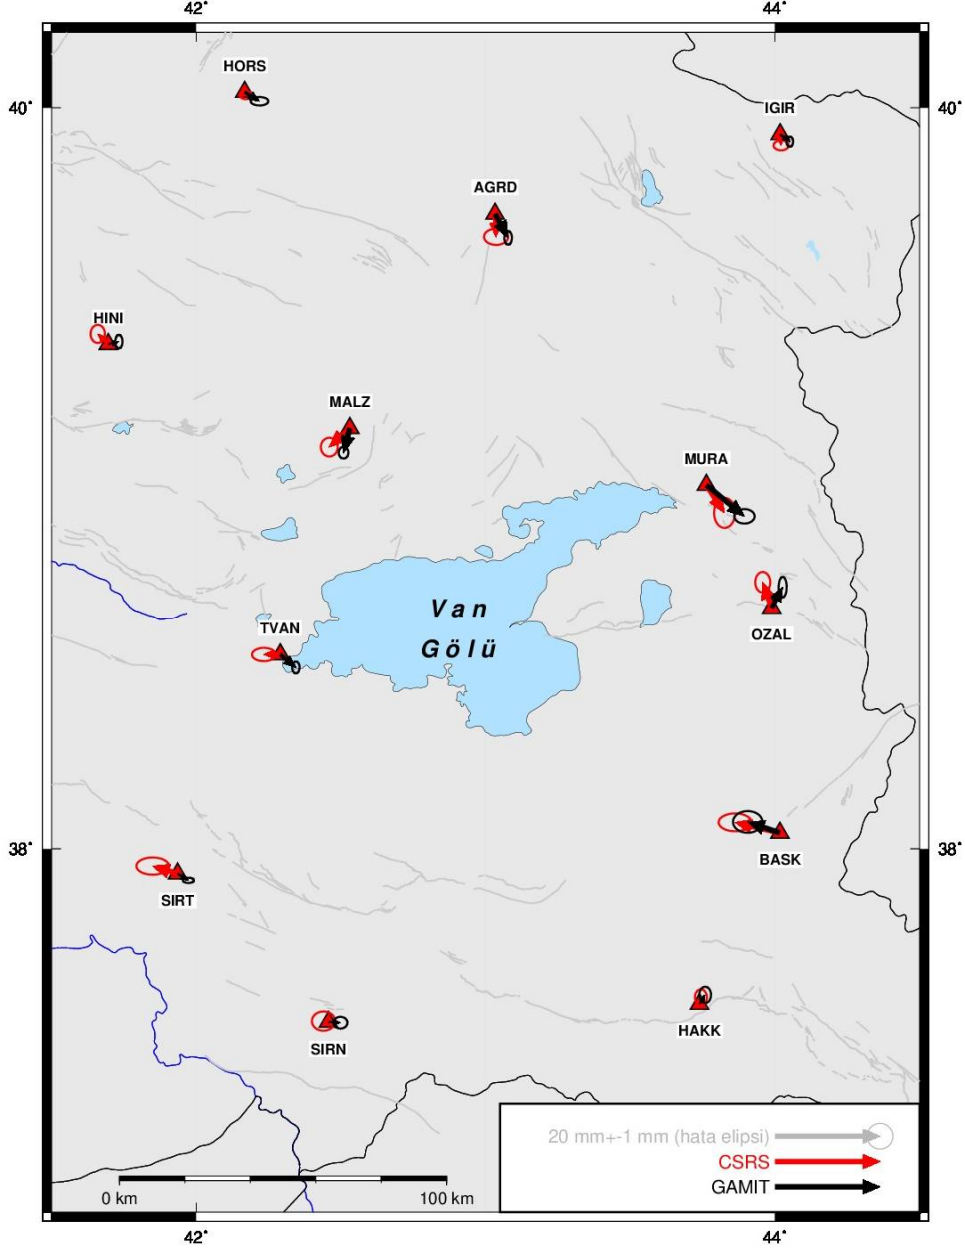 42°
44°
HORS
40°
IGIR
40°
AGRD
HINI
MALZ
MURA
Van
Gölü
TVAN
OZAL
38°
BASK
38°
SIRT
HAKK
SIRN
20 mm+-1 mm (hata elipsi)
CSRS
GAMIT
0 km
100 km
42°
44°